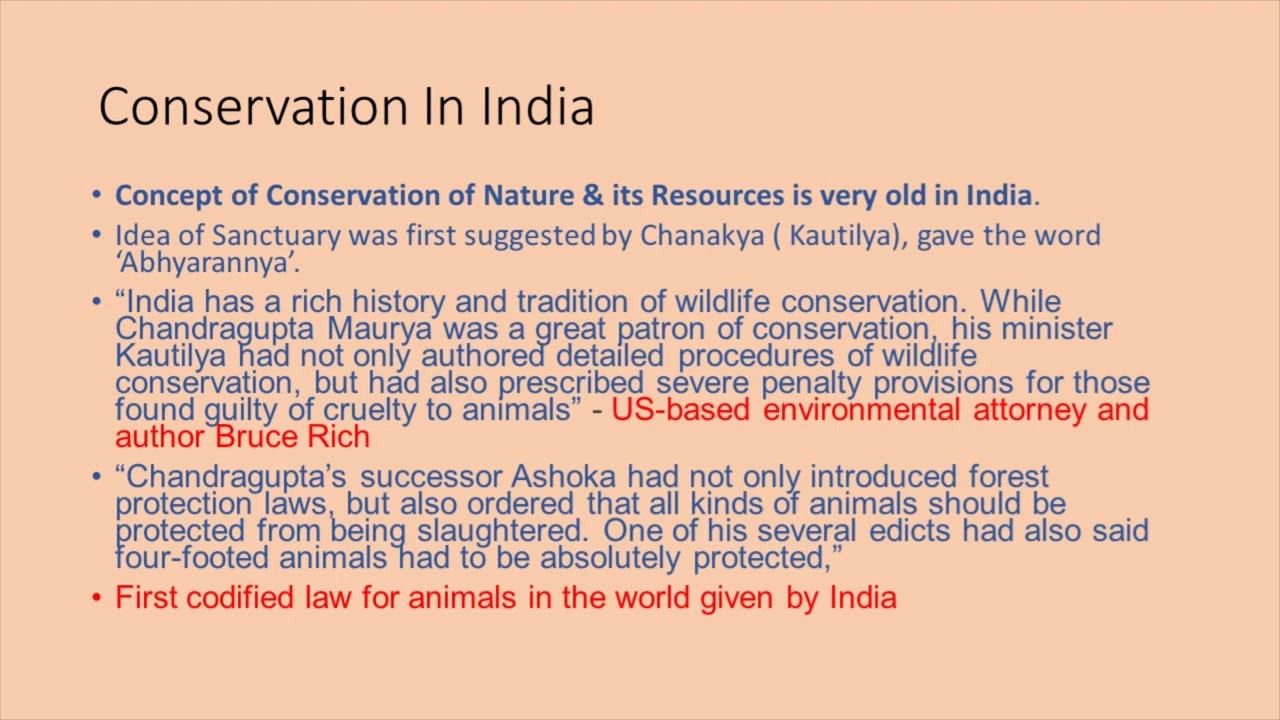 Conservation In India
• Concept of Conservation of Nature & its Resources is very old in India.
• Idea of Sanctuary was first suggested by Chanakya ( Kautilya), gave the word
‘Abhyarannya’.
• “India has a rich history and tradition of wildlife conservation. While
Chandragupta Maurya was a great patron of conservation, his minister
Kautilya had not only authored detailed procedures of wildlife
conservation, but had also prescribed severe penalty provisions for those
found guilty of cruelty to animals” - US-based environmental attorney and
author Bruce Rich
• “Chandragupta’s successor Ashoka had not only introduced forest
protection laws, but also ordered that all kinds of animals should be
protected from being slaughtered. One of his several edicts had also said
four-footed animals had to be absolutely protected,”
• First codified law for animals in the world given by India